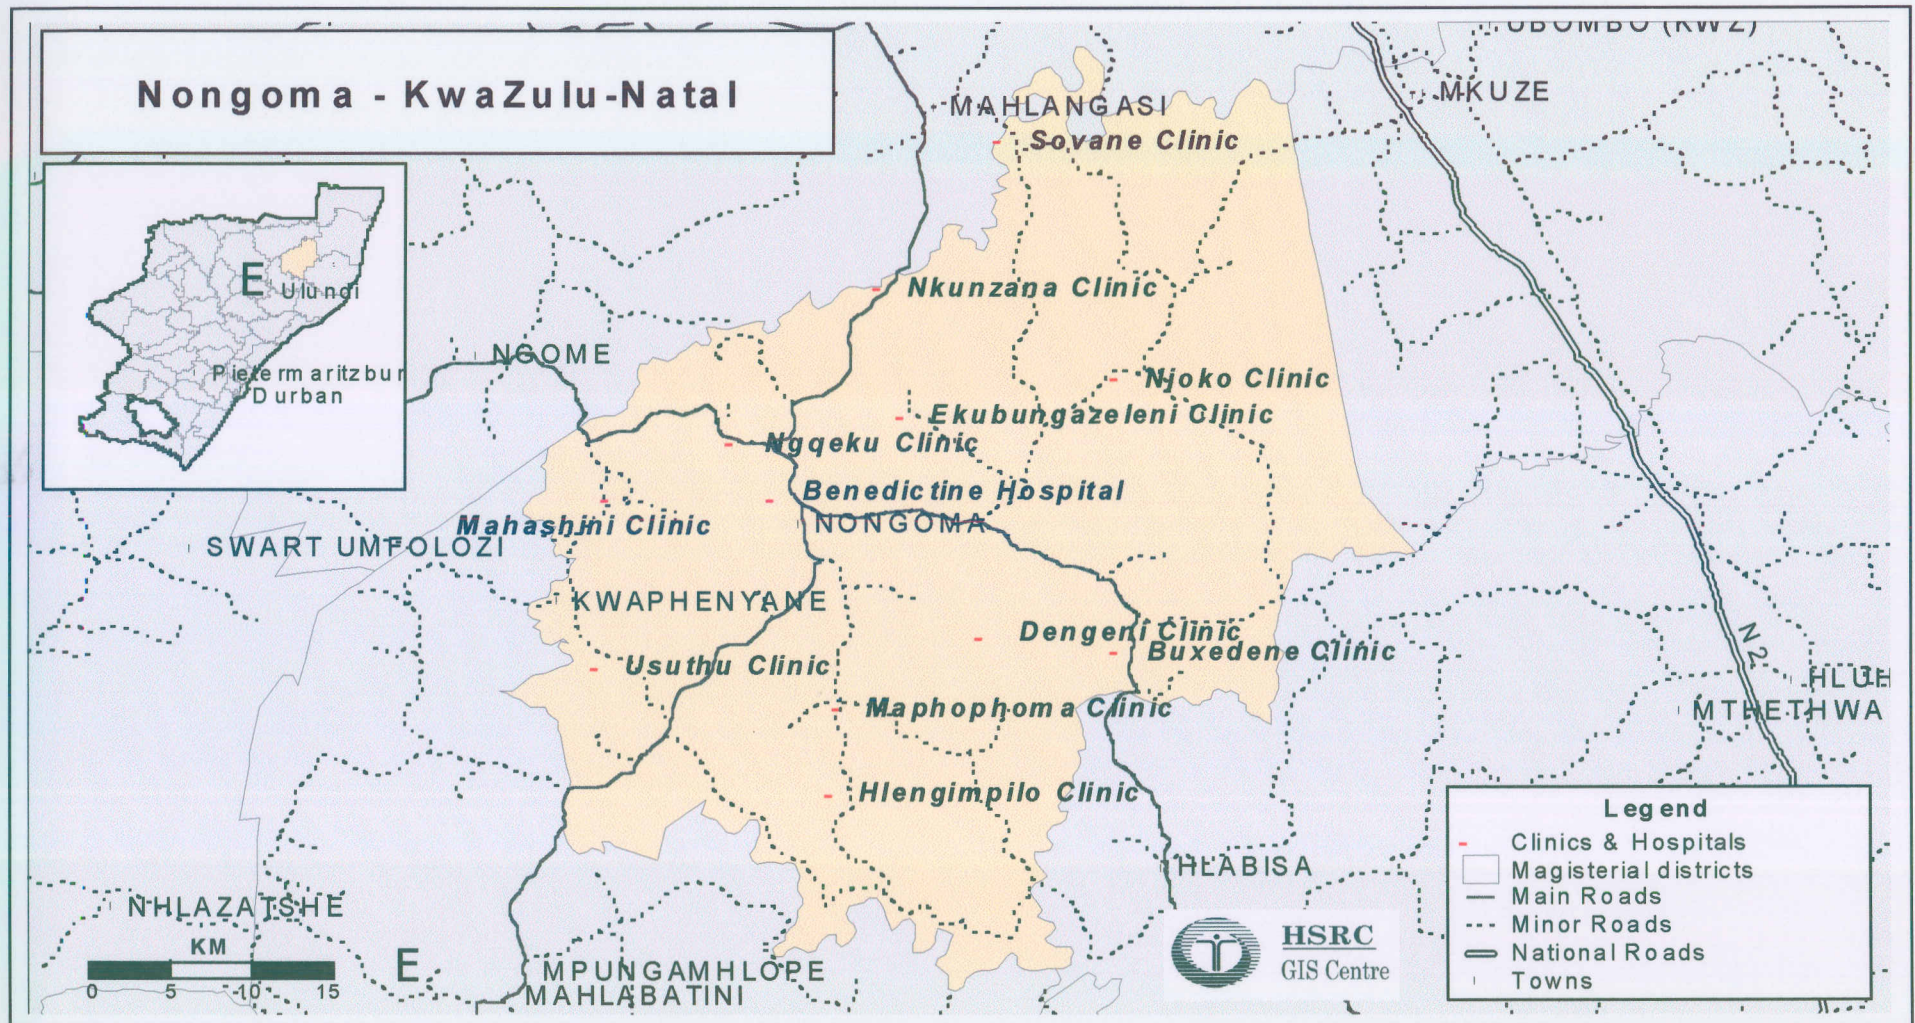 Nongoma - KwaZulu-Natal
UBOMBO (KWZ)
MKUZE
MAHLANGASI
Sovane Clinic
E
Ulundi
Pietermaritzbur
Durban
Nkunzana Clinic
NGOME
Njoko Clinic
Ekubungazeleni Clinic
Ngqeku Clinic
Benedictine Hospital
Mahashini Clinic
NONGOMA
SWART UMFOLOZI
KWAPHENYANE
Dengeni Clinic
Buxedene Clinic
N2
Usuthu Clinic
HLUH
Maphophoma Clinic
MTHETHWA
Hlengimpilo Clinic
HLABISA
NHLAZATSHE
KM
0 5 10 15
E
MPUNGAMHLOPE
MAHLABATINI
HSRC
GIS Centre
Legend
Clinics & Hospitals
Magisterial districts
Main Roads
Minor Roads
National Roads
Towns